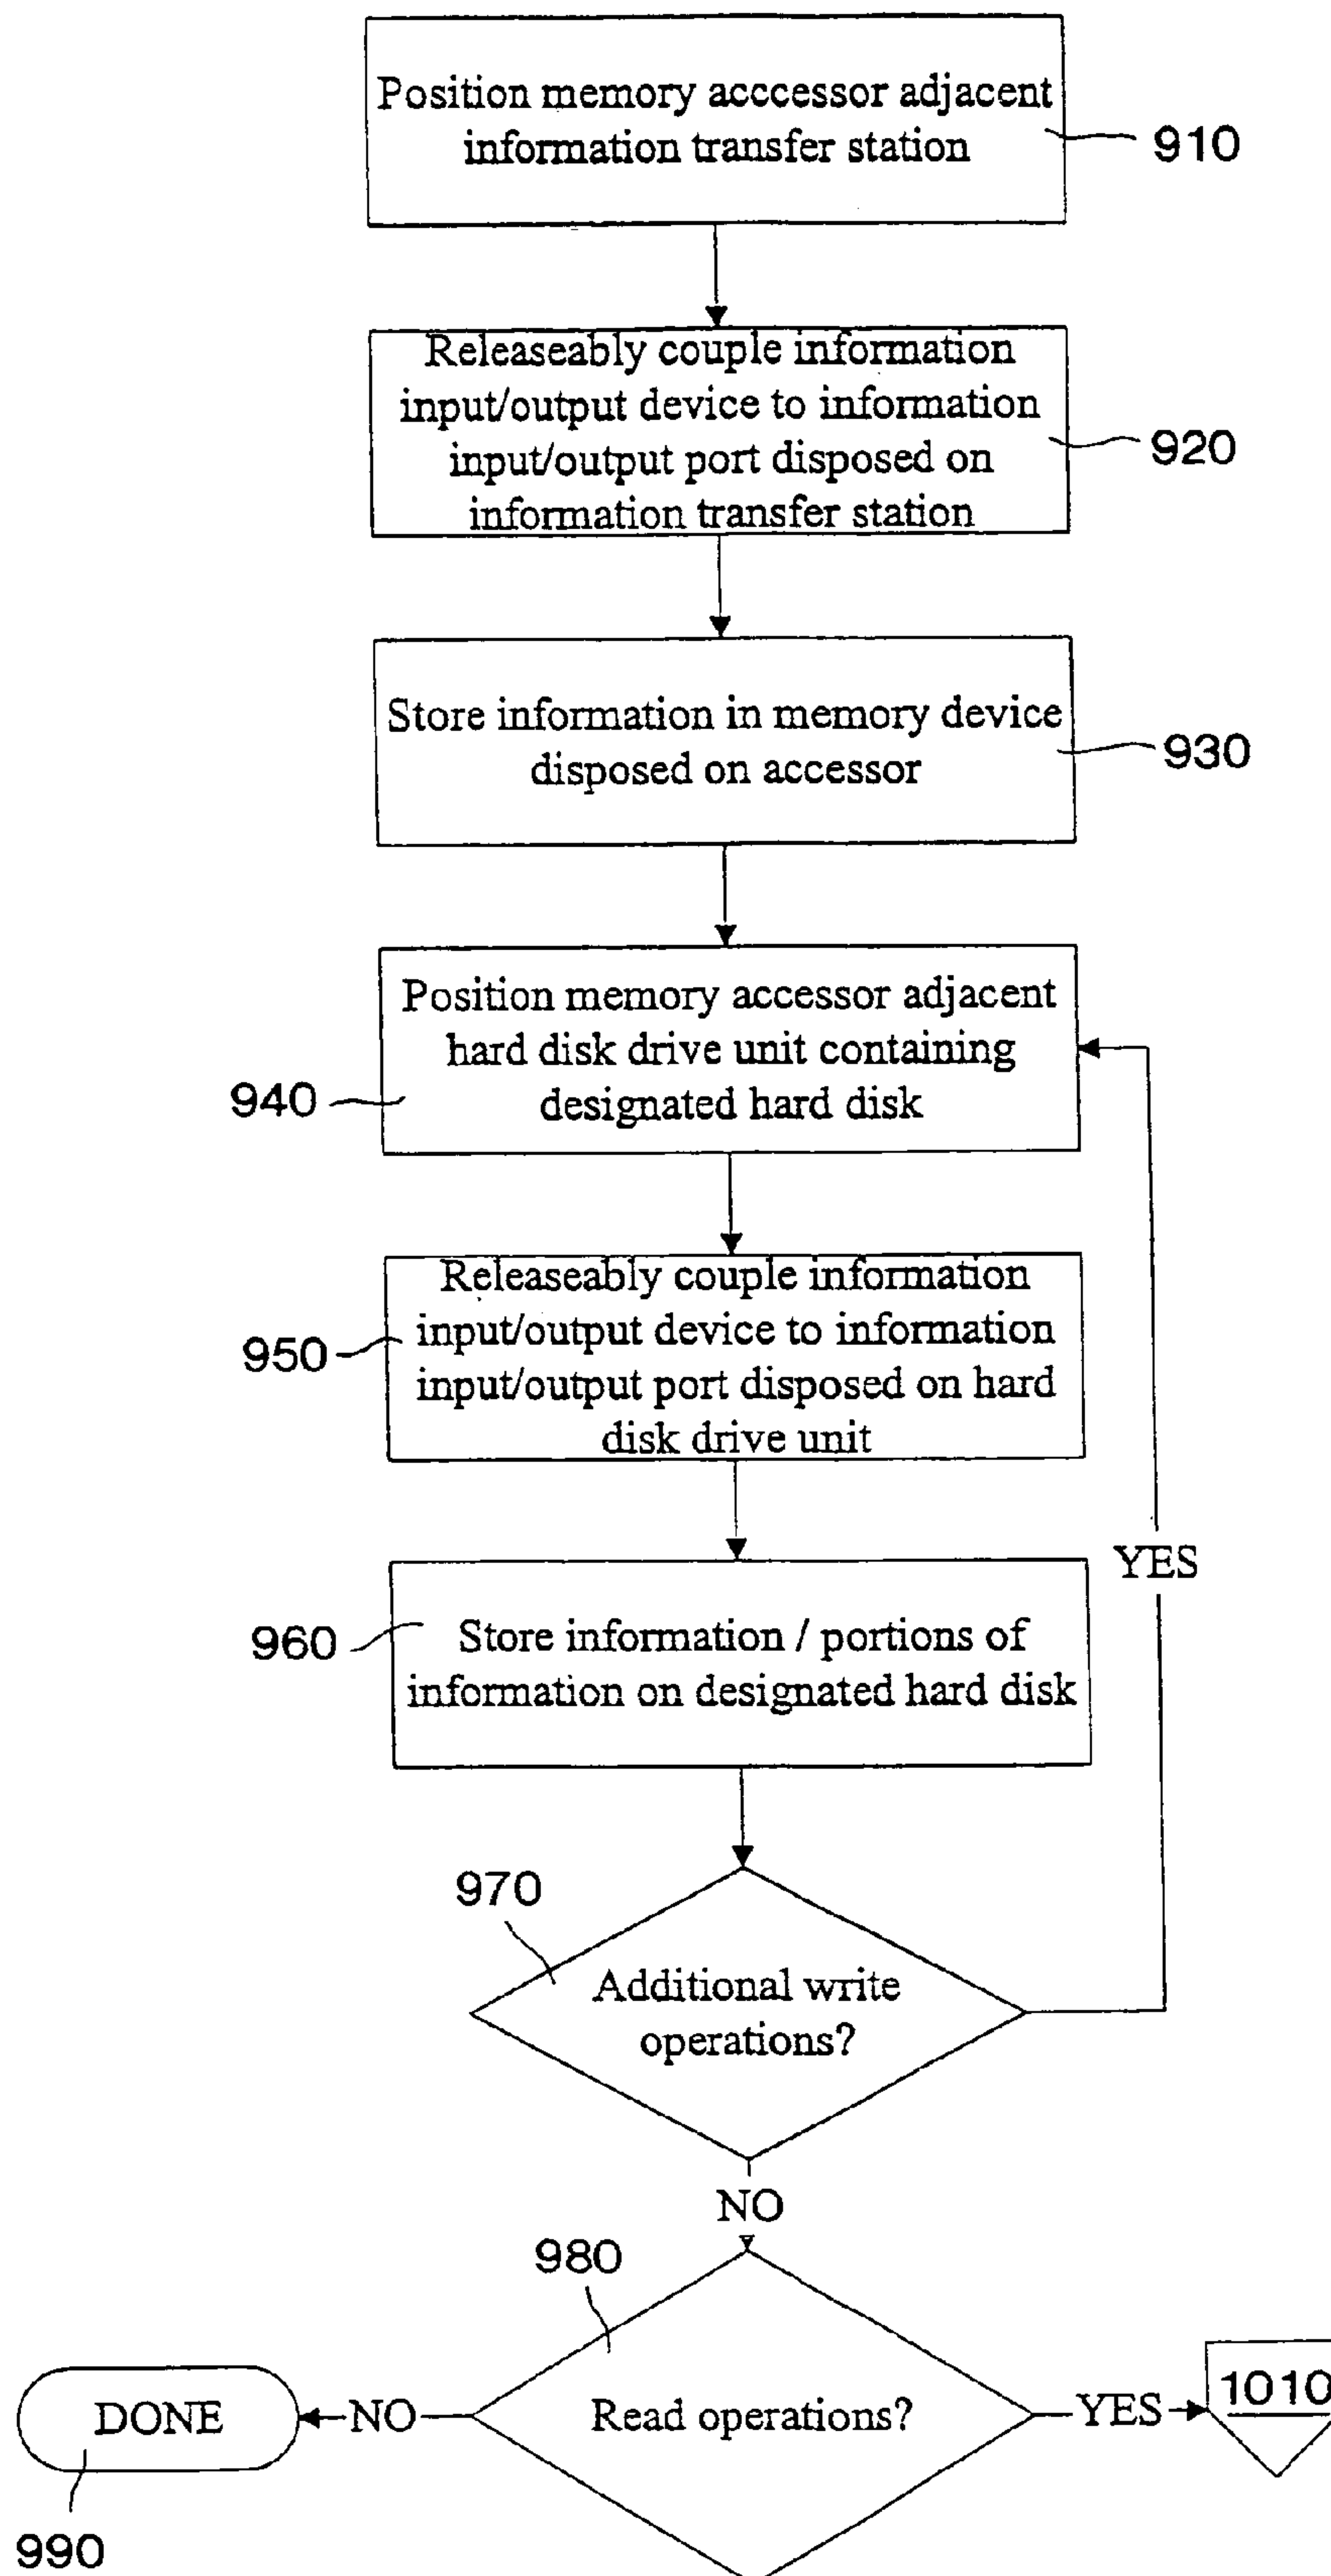 Position memory acccessor adjacent
information transfer station
910
Releaseably couple information
input/output device to information
input/output port disposed on
information transfer station
920
Store information in memory device
disposed on accessor
930
Position memory accessor adjacent
hard disk drive unit containing
designated hard disk
940
Releaseably couple information
input/output device to information
input/output port disposed on hard
disk drive unit
950
YES
960
Store information / portions of
information on designated hard disk
970
Additional write
operations?
NO
980
DONE
NO
Read operations?
YES
1010
990